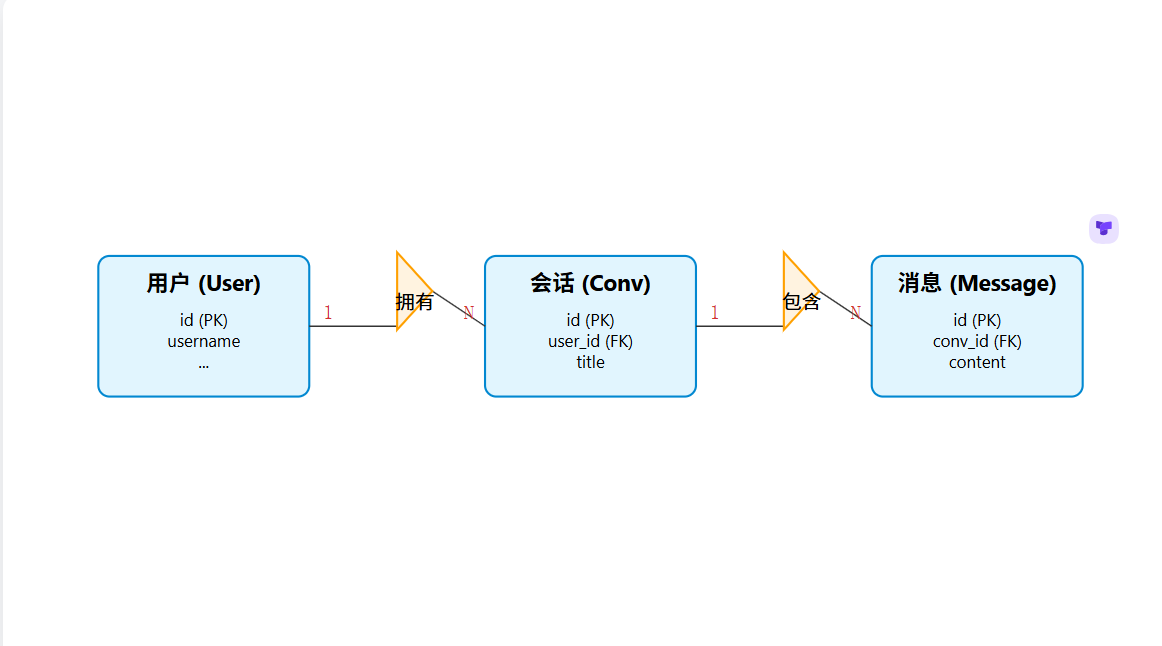 用户 (User)
id (PK)
username
...
1
拥有
N
会话 (Conv)
id (PK)
user_id (FK)
title
1
包含
N
消息 (Message)
id (PK)
conv_id (FK)
content